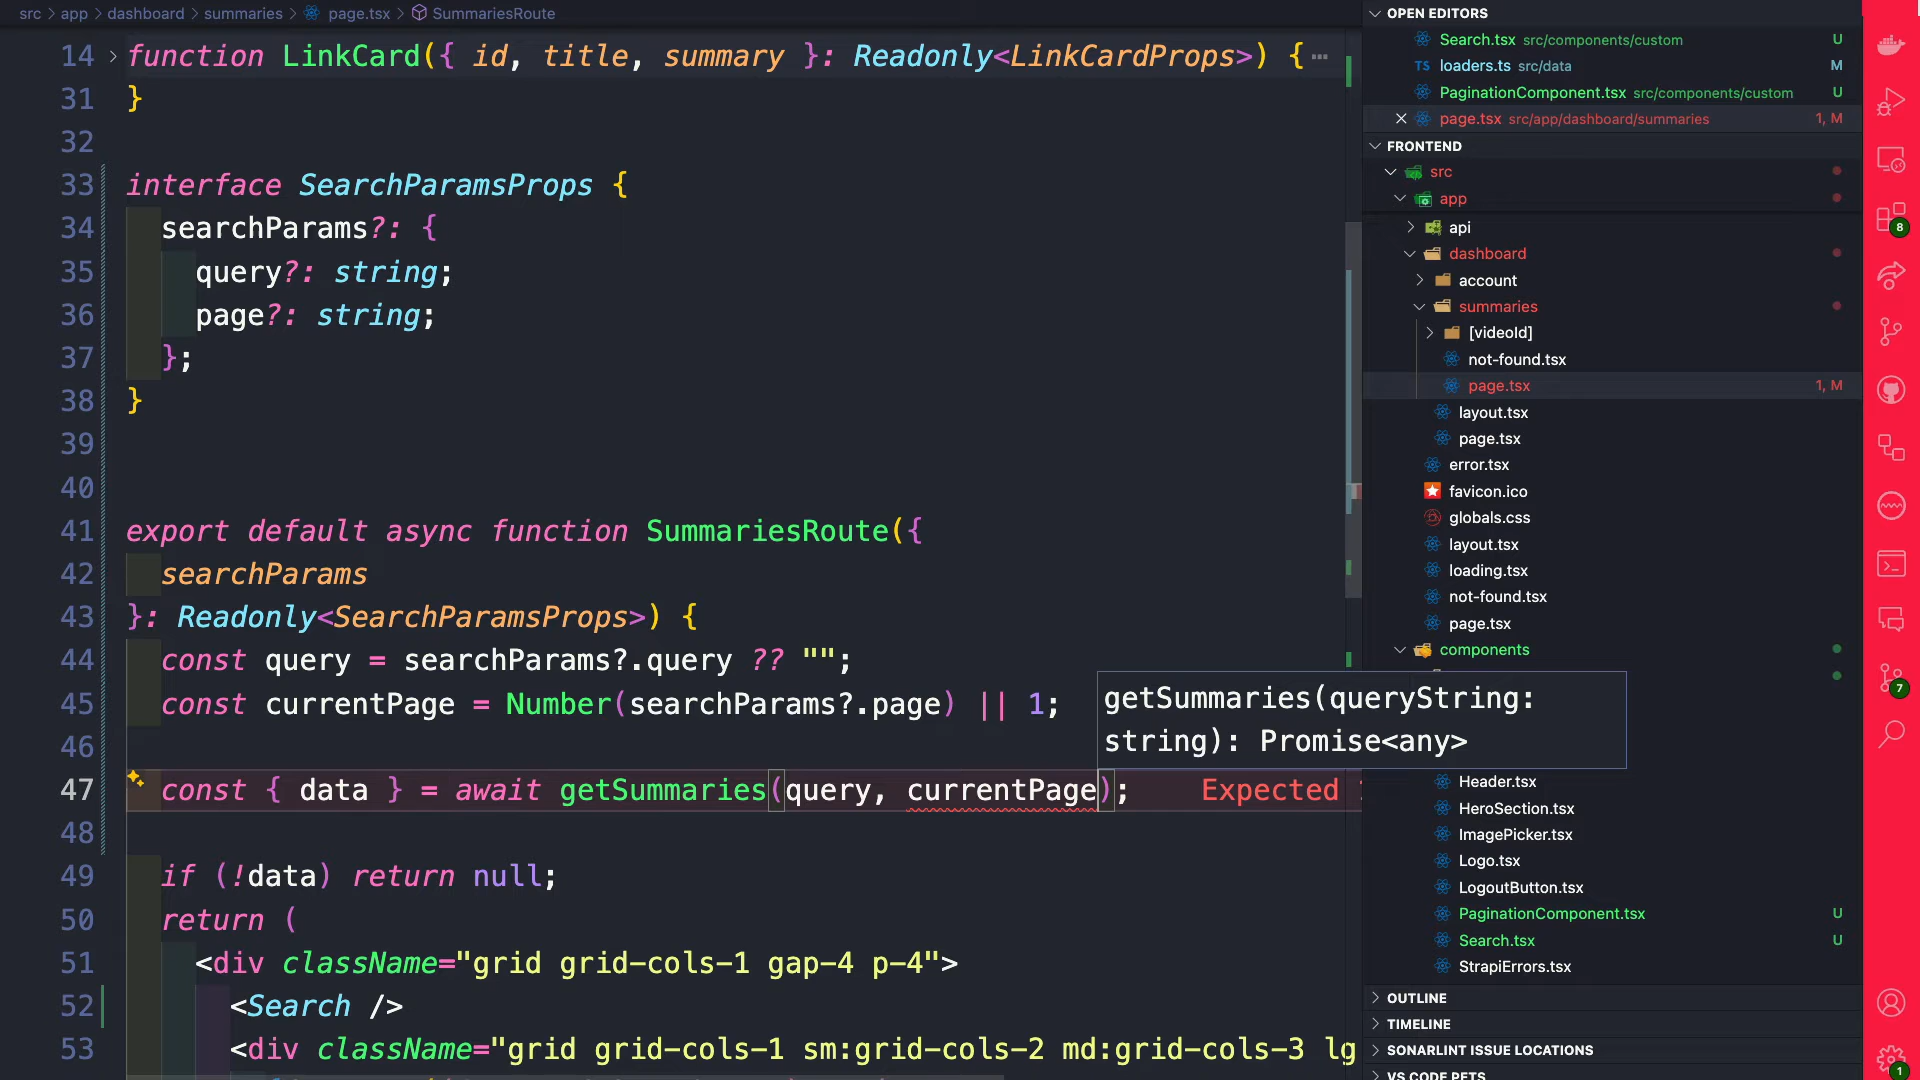 src > app > dashboard > summaries > page.tsx > SummariesRoute
14 > function LinkCard({ id, title, summary }: Readonly<LinkCardProps>) {⋯
31 }
32
33 interface SearchParamsProps {
34 searchParams?: {
35 query?: string;
36 page?: string;
37 };
38 }
39
40
41 export default async function SummariesRoute({
42 searchParams
43 }: Readonly<SearchParamsProps>) {
44 const query = searchParams?.query ?? "";
45 const currentPage = Number(searchParams?.page) || 1;
46
getSummaries(queryString:
string): Promise<any>
47 const { data } = await getSummaries(query, currentPage); Expected
48
49 if (!data) return null;
50 return (
51 <div className="grid grid-cols-1 gap-4 p-4">
52 <Search />
53 <div className="grid grid-cols-1 sm:grid-cols-2 md:grid-cols-3 lg
OPEN EDITORS
Search.tsx src/components/custom U
TS loaders.ts src/data M
PaginationComponent.tsx src/components/custom U
page.tsx src/app/dashboard/summaries 1, M
FRONTEND
src
app
api
dashboard
account
summaries
[videoId]
not-found.tsx
page.tsx 1, M
layout.tsx
page.tsx
error.tsx
favicon.ico
globals.css
layout.tsx
loading.tsx
not-found.tsx
page.tsx
components
Header.tsx
HeroSection.tsx
ImagePicker.tsx
Logo.tsx
LogoutButton.tsx
PaginationComponent.tsx U
Search.tsx U
StrapiErrors.tsx
OUTLINE
TIMELINE
SONARLINT ISSUE LOCATIONS
VS CODE PETS
8
7
1